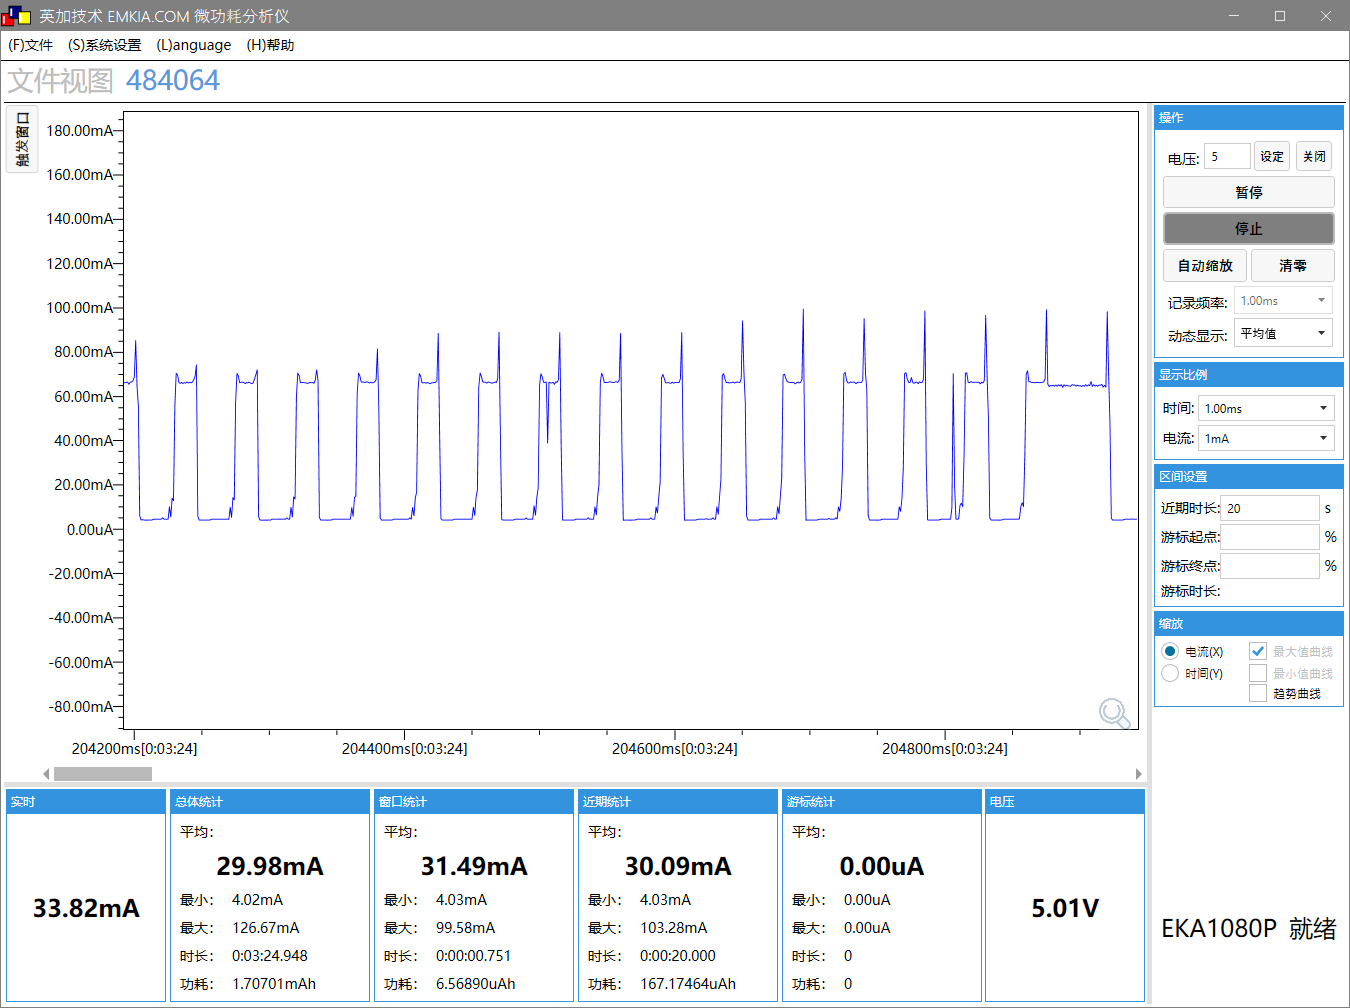 英加技术 EMKIA.COM 微功耗分析仪
(F)文件 (S)系统设置 (L)anguage (H)帮助
文件视图 484064
触发窗口
180.00mA
160.00mA
140.00mA
120.00mA
100.00mA
80.00mA
60.00mA
40.00mA
20.00mA
0.00uA
-20.00mA
-40.00mA
-60.00mA
-80.00mA
204200ms[0:03:24] 204400ms[0:03:24] 204600ms[0:03:24] 204800ms[0:03:24]
操作
电压: 5 设定 关闭
暂停
停止
自动缩放 清零
记录频率: 1.00ms
动态显示: 平均值
显示比例
时间: 1.00ms
电流: 1mA
区间设置
近期时长: 20 s
游标起点: %
游标终点: %
游标时长:
缩放
电流(X) 最大值曲线
时间(Y) 最小值曲线
趋势曲线
实时
33.82mA
总体统计
平均:
29.98mA
最小: 4.02mA
最大: 126.67mA
时长: 0:03:24.948
功耗: 1.70701mAh
窗口统计
平均:
31.49mA
最小: 4.03mA
最大: 99.58mA
时长: 0:00:00.751
功耗: 6.56890uAh
近期统计
平均:
30.09mA
最小: 4.03mA
最大: 103.28mA
时长: 0:00:20.000
功耗: 167.17464uAh
游标统计
平均:
0.00uA
最小: 0.00uA
最大: 0.00uA
时长: 0
功耗: 0
电压
5.01V
EKA1080P 就绪